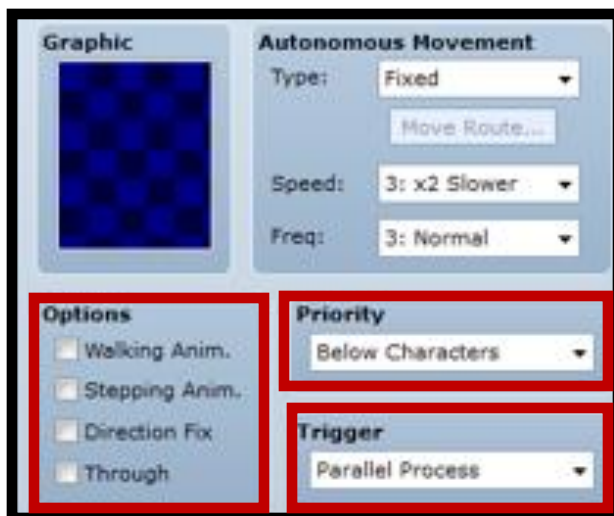 Graphic
Autonomous Movement
Type: Fixed
Move Route...
Speed: 3: x2 Slower
Freq: 3: Normal
Options
Walking Anim.
Stepping Anim.
Direction Fix
Through
Priority
Below Characters
Trigger
Parallel Process